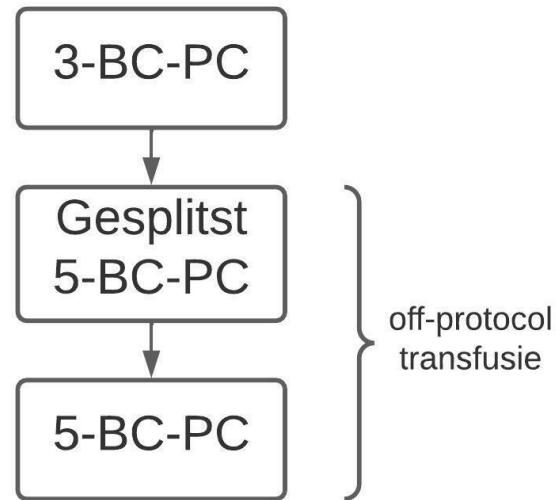 3-BC-PC
Gesplitst
5-BC-PC
off-protocol
transfusie
5-BC-PC